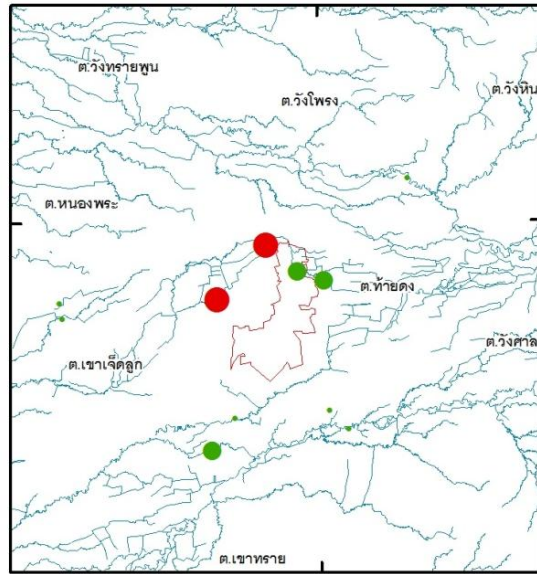 ต.วังทรายพูน
ต.วังโพรง
ต.วังหิน
ต.หนองพระ
ต.ท้ายดง
ต.วังศาล
ต.เขาเจ็ดลูก
ต.เขาทราย